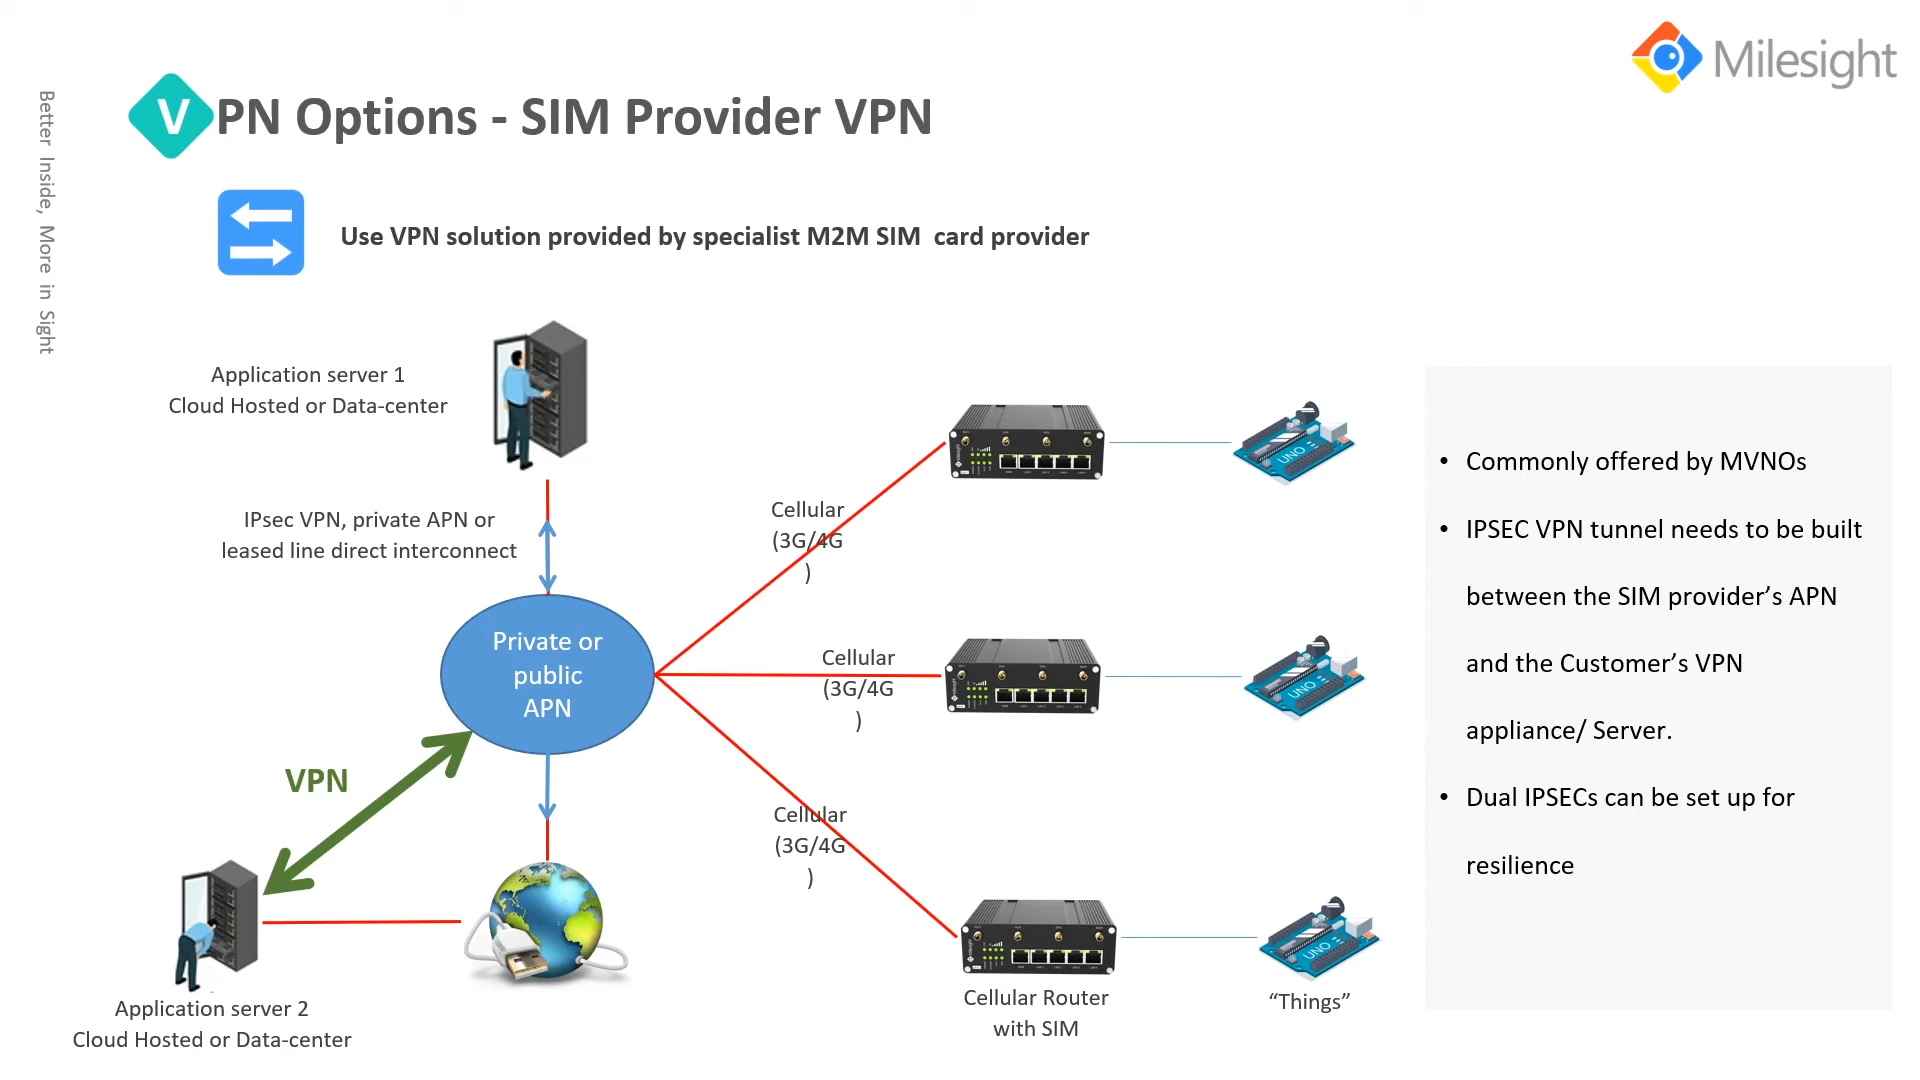 Milesight
Better Inside, More in Sight
VPN Options - SIM Provider VPN
Use VPN solution provided by specialist M2M SIM card provider
Application server 1
Cloud Hosted or Data-center
IPsec VPN, private APN or
leased line direct interconnect
Private or
public
APN
VPN
Application server 2
Cloud Hosted or Data-center
Cellular
(3G/4G
)
Cellular
(3G/4G
)
Cellular
(3G/4G
)
Milesight
UNO
Milesight
UNO
Milesight
UNO
Cellular Router
with SIM
“Things”
• Commonly offered by MVNOs
• IPSEC VPN tunnel needs to be built
between the SIM provider’s APN
and the Customer’s VPN
appliance/ Server.
• Dual IPSECs can be set up for
resilience